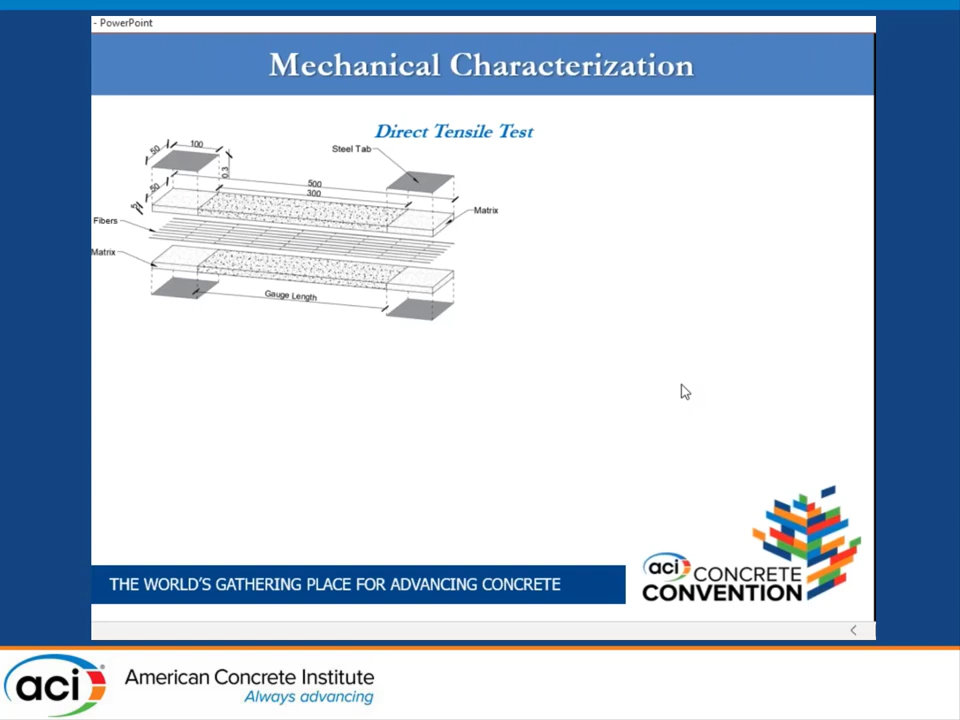 - PowerPoint
Mechanical Characterization
Direct Tensile Test
50
100
Steel Tab
0.3
50
500
300
5
Matrix
Fibers
Matrix
Gauge Length
THE WORLD'S GATHERING PLACE FOR ADVANCING CONCRETE
aci CONCRETE
CONVENTION
aci® American Concrete Institute
Always advancing